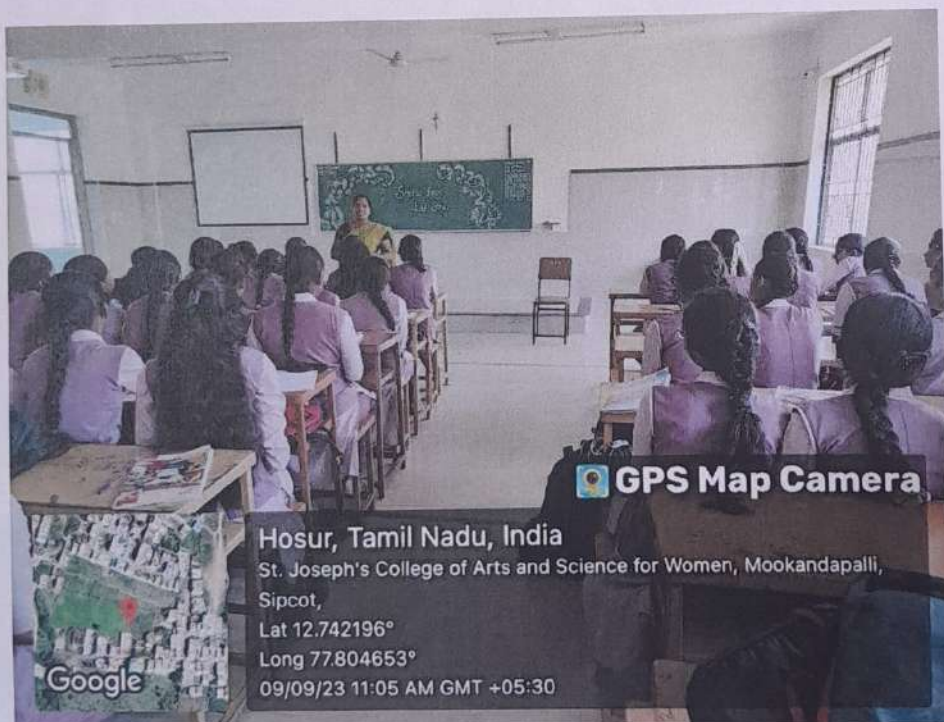 GPS Map Camera
Hosur, Tamil Nadu, India
St. Joseph's College of Arts and Science for Women, Mookandapalli,
Sipcot,
Lat 12.742196°
Long 77.804653°
09/09/23 11:05 AM GMT +05:30
Google